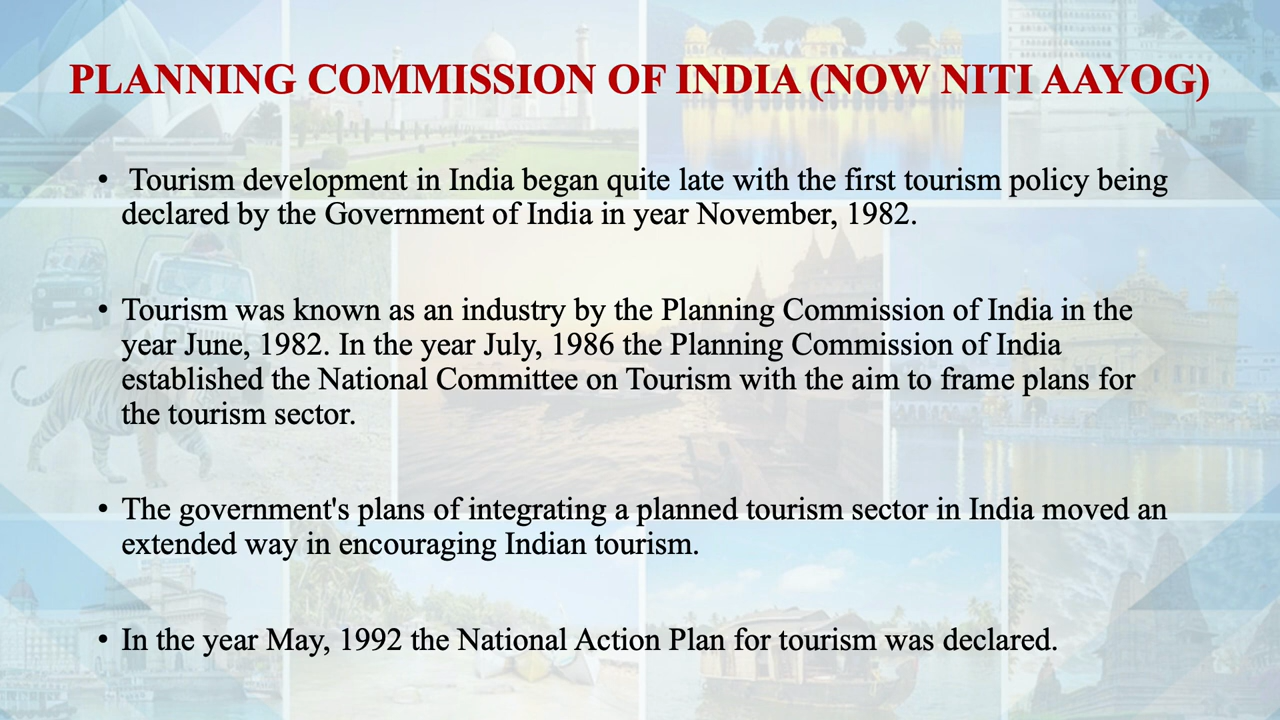 PLANNING COMMISSION OF INDIA (NOW NITI AAYOG)
• Tourism development in India began quite late with the first tourism policy being
declared by the Government of India in year November, 1982.
• Tourism was known as an industry by the Planning Commission of India in the
year June, 1982. In the year July, 1986 the Planning Commission of India
established the National Committee on Tourism with the aim to frame plans for
the tourism sector.
• The government's plans of integrating a planned tourism sector in India moved an
extended way in encouraging Indian tourism.
• In the year May, 1992 the National Action Plan for tourism was declared.